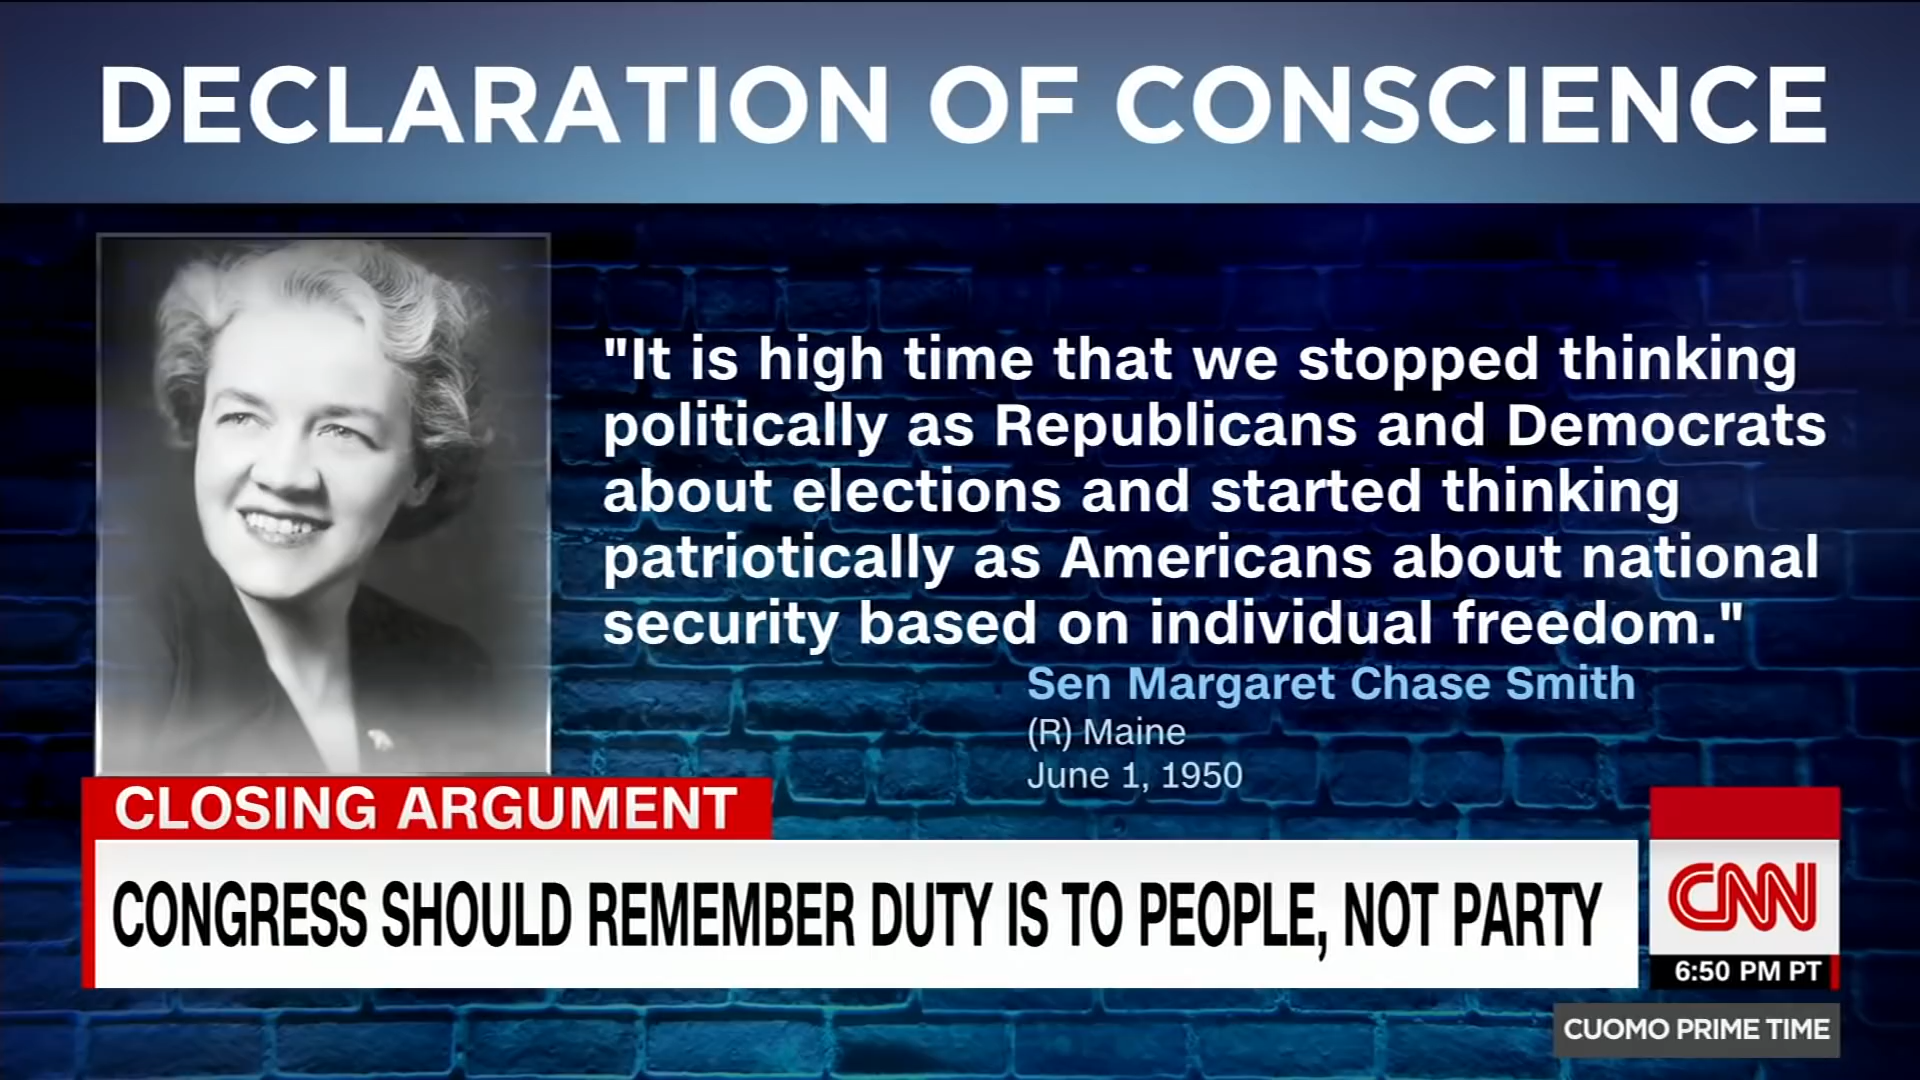 DECLARATION OF CONSCIENCE
"It is high time that we stopped thinking
politically as Republicans and Democrats
about elections and started thinking
patriotically as Americans about national
security based on individual freedom."
Sen Margaret Chase Smith
(R) Maine
June 1, 1950
CLOSING ARGUMENT
CONGRESS SHOULD REMEMBER DUTY IS TO PEOPLE, NOT PARTY
CNN
6:50 PM PT
CUOMO PRIME TIME